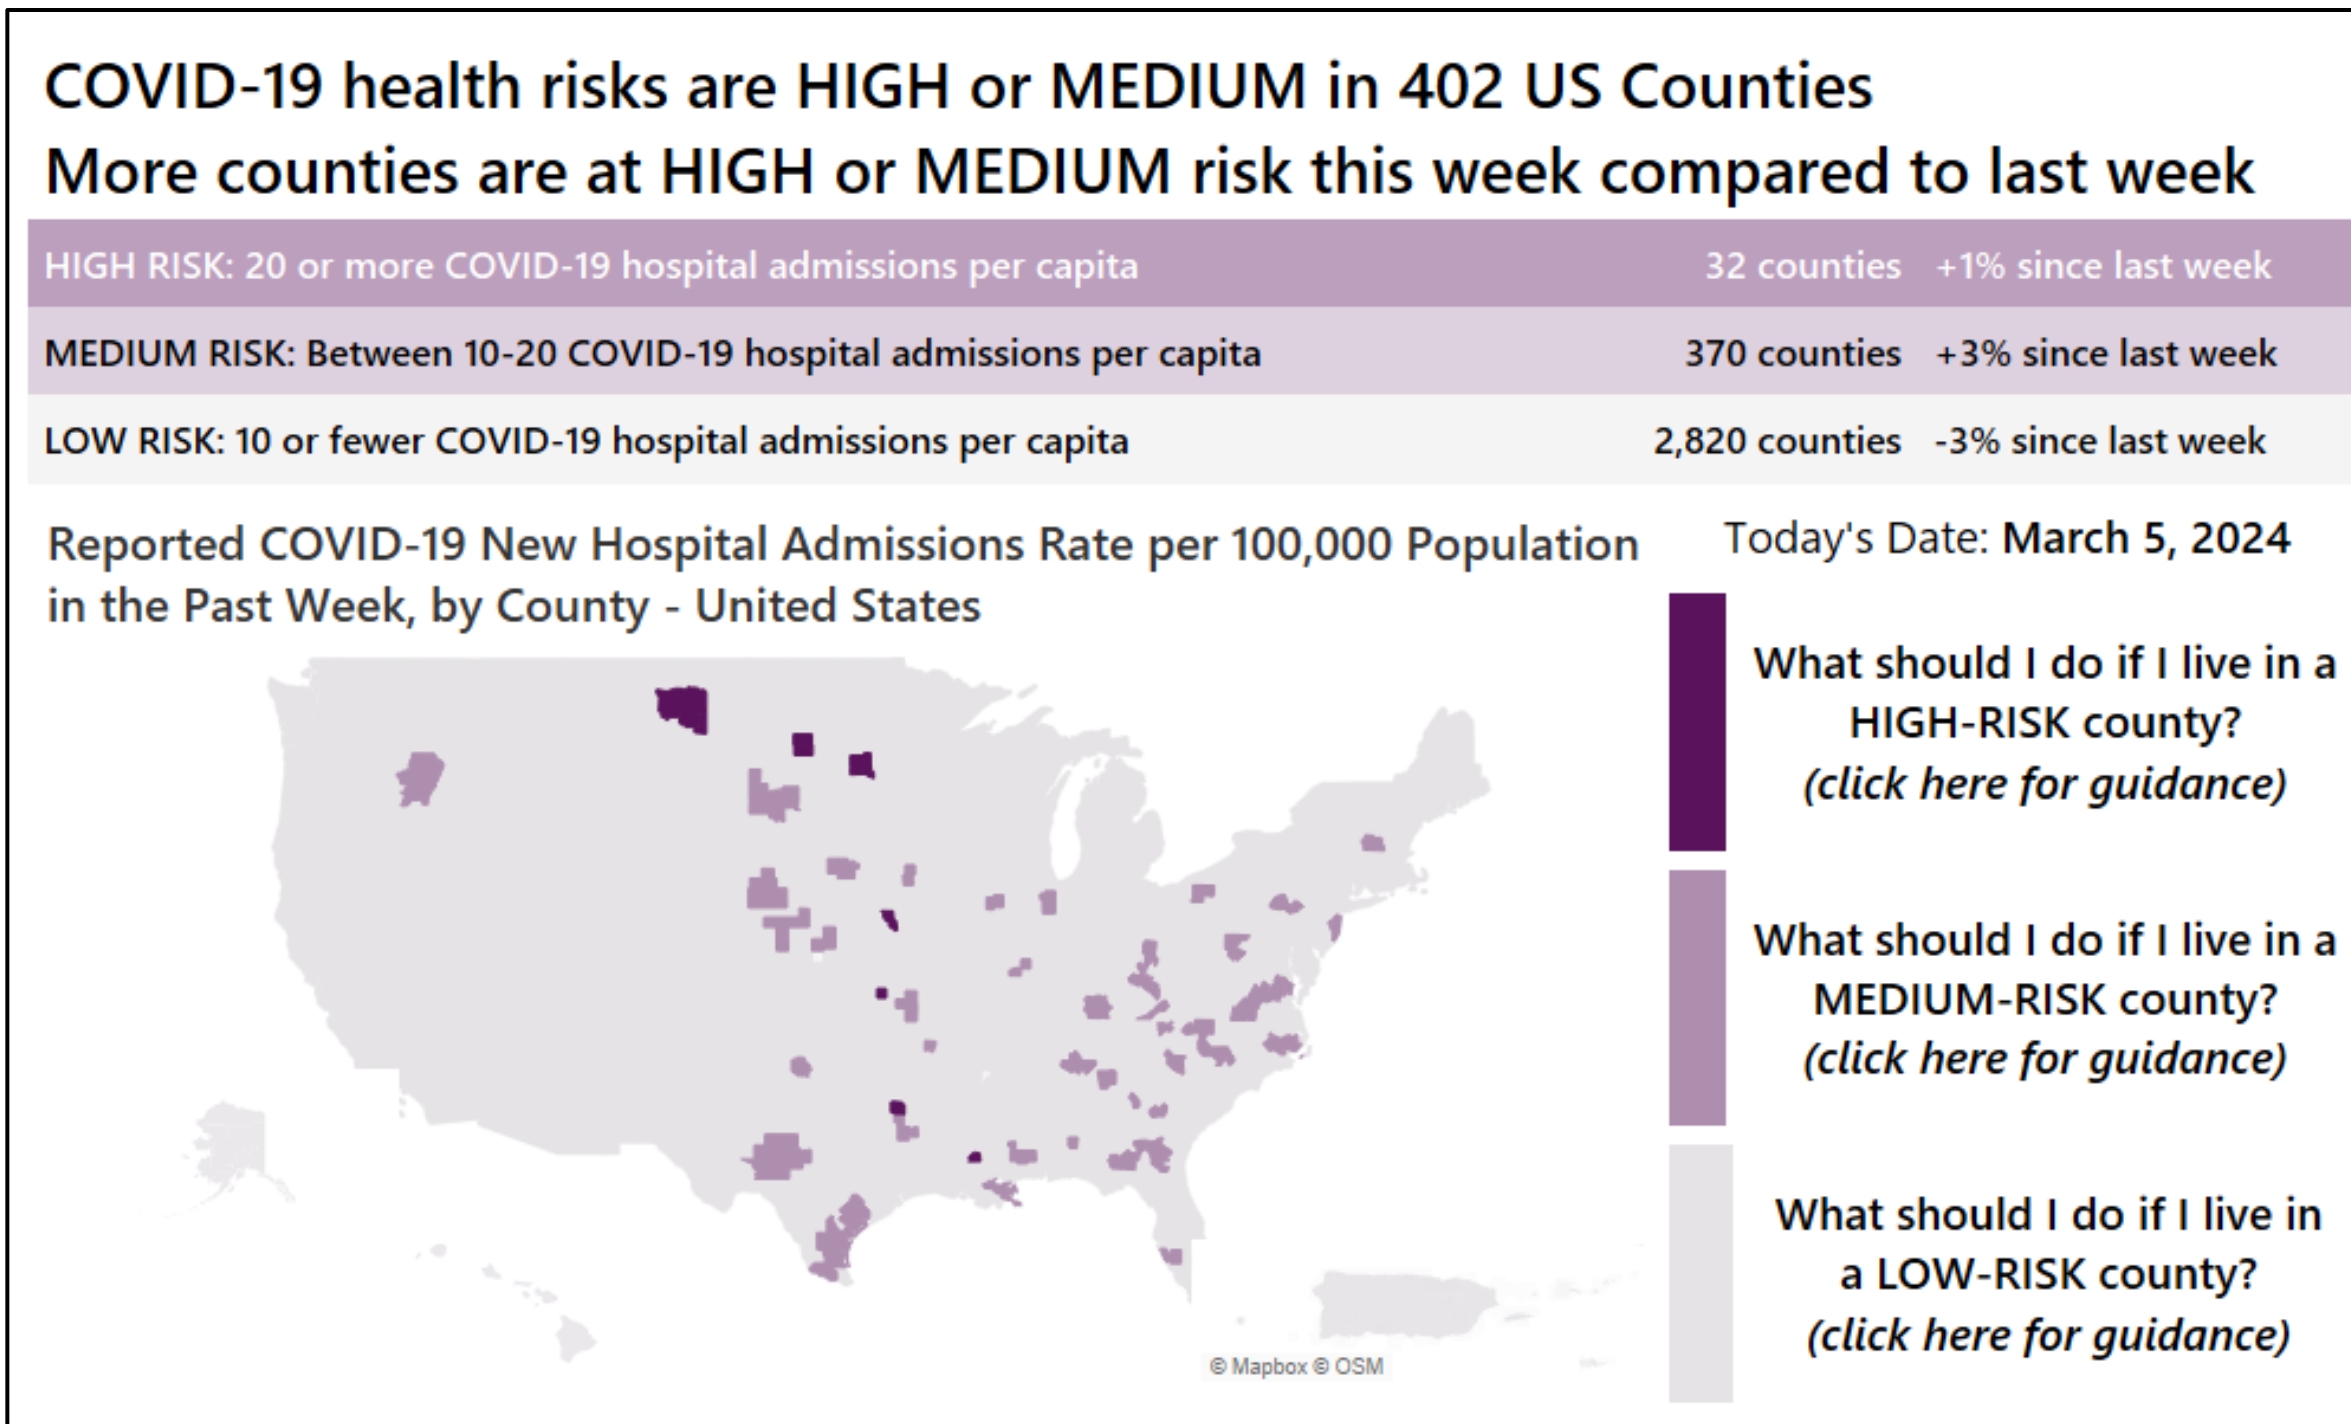 COVID-19 health risks are HIGH or MEDIUM in 402 US Counties
More counties are at HIGH or MEDIUM risk this week compared to last week
HIGH RISK: 20 or more COVID-19 hospital admissions per capita 32 counties +1% since last week
MEDIUM RISK: Between 10-20 COVID-19 hospital admissions per capita 370 counties +3% since last week
LOW RISK: 10 or fewer COVID-19 hospital admissions per capita 2,820 counties -3% since last week
Reported COVID-19 New Hospital Admissions Rate per 100,000 Population
in the Past Week, by County - United States
Today's Date: March 5, 2024
What should I do if I live in a
HIGH-RISK county?
(click here for guidance)
What should I do if I live in a
MEDIUM-RISK county?
(click here for guidance)
What should I do if I live in
a LOW-RISK county?
(click here for guidance)
© Mapbox © OSM